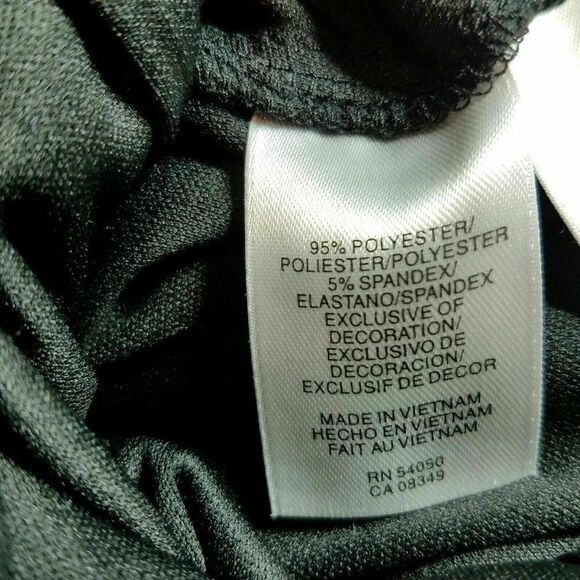 95% POLYESTER/
POLIESTER/POLYESTER
5% SPANDEX/
ELASTANO/SPANDEX
EXCLUSIVE OF
DECORATION/
EXCLUSIVO DE
DECORACION/
EXCLUSIF DE DECOR
MADE IN VIETNAM
HECHO EN VIETNAM
FAIT AU VIETNAM
RN 54050
CA 08349